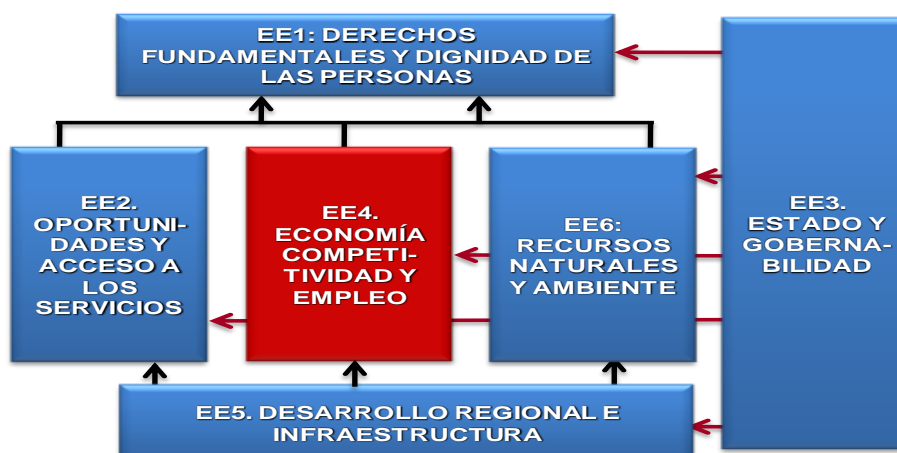 EE1: DERECHOS
FUNDAMENTALES Y DIGNIDAD DE
LAS PERSONAS
EE2.
OPORTUNI-
DADES Y
ACCESO A
LOS
SERVICIOS
EE4.
ECONOMÍA
COMPETI-
TIVIDAD Y
EMPLEO
EE6:
RECURSOS
NATURALES
Y AMBIENTE
EE3.
ESTADO Y
GOBERNA-
BILIDAD
EE5. DESARROLLO REGIONAL E
INFRAESTRUCTURA